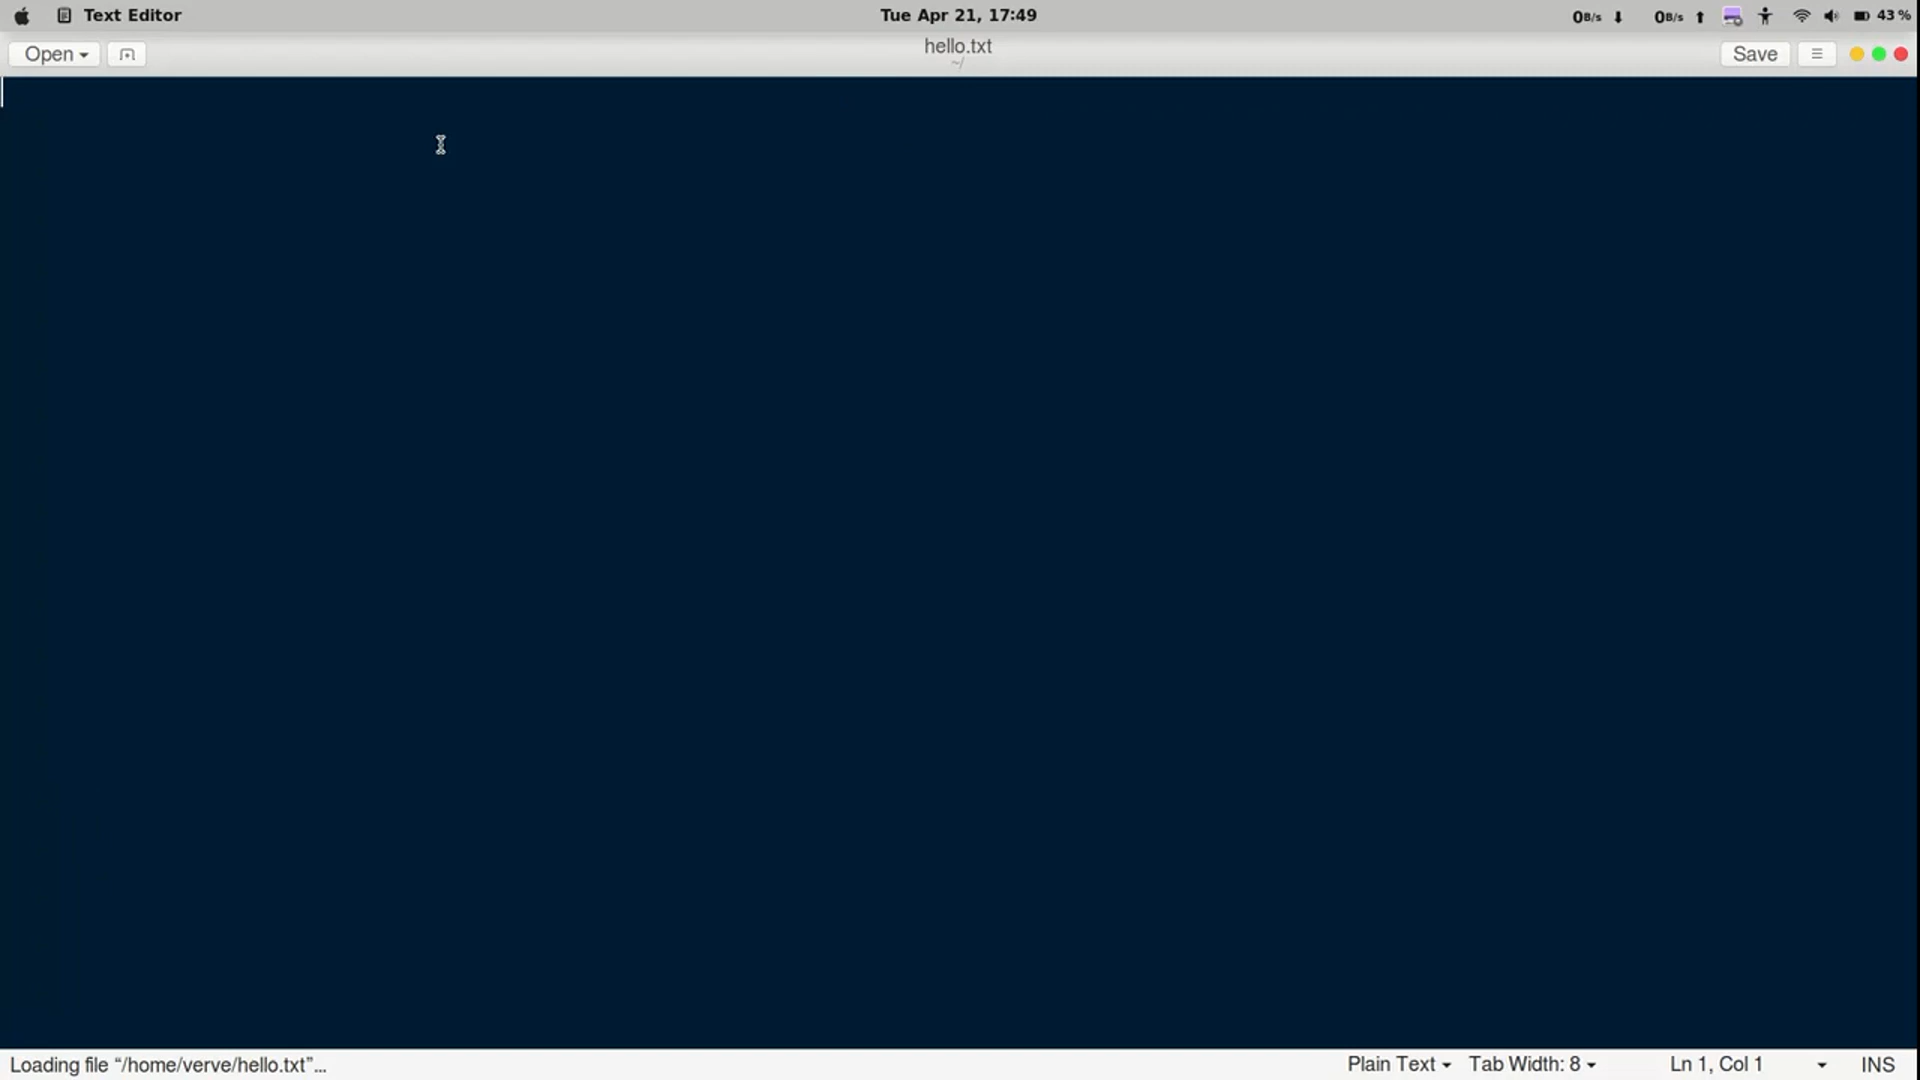 Text Editor
Tue Apr 21, 17:49
0B/s
0B/s
43 %
Open
hello.txt
~/
Save
Loading file “/home/verve/hello.txt”…
Plain Text
Tab Width: 8
Ln 1, Col 1
INS